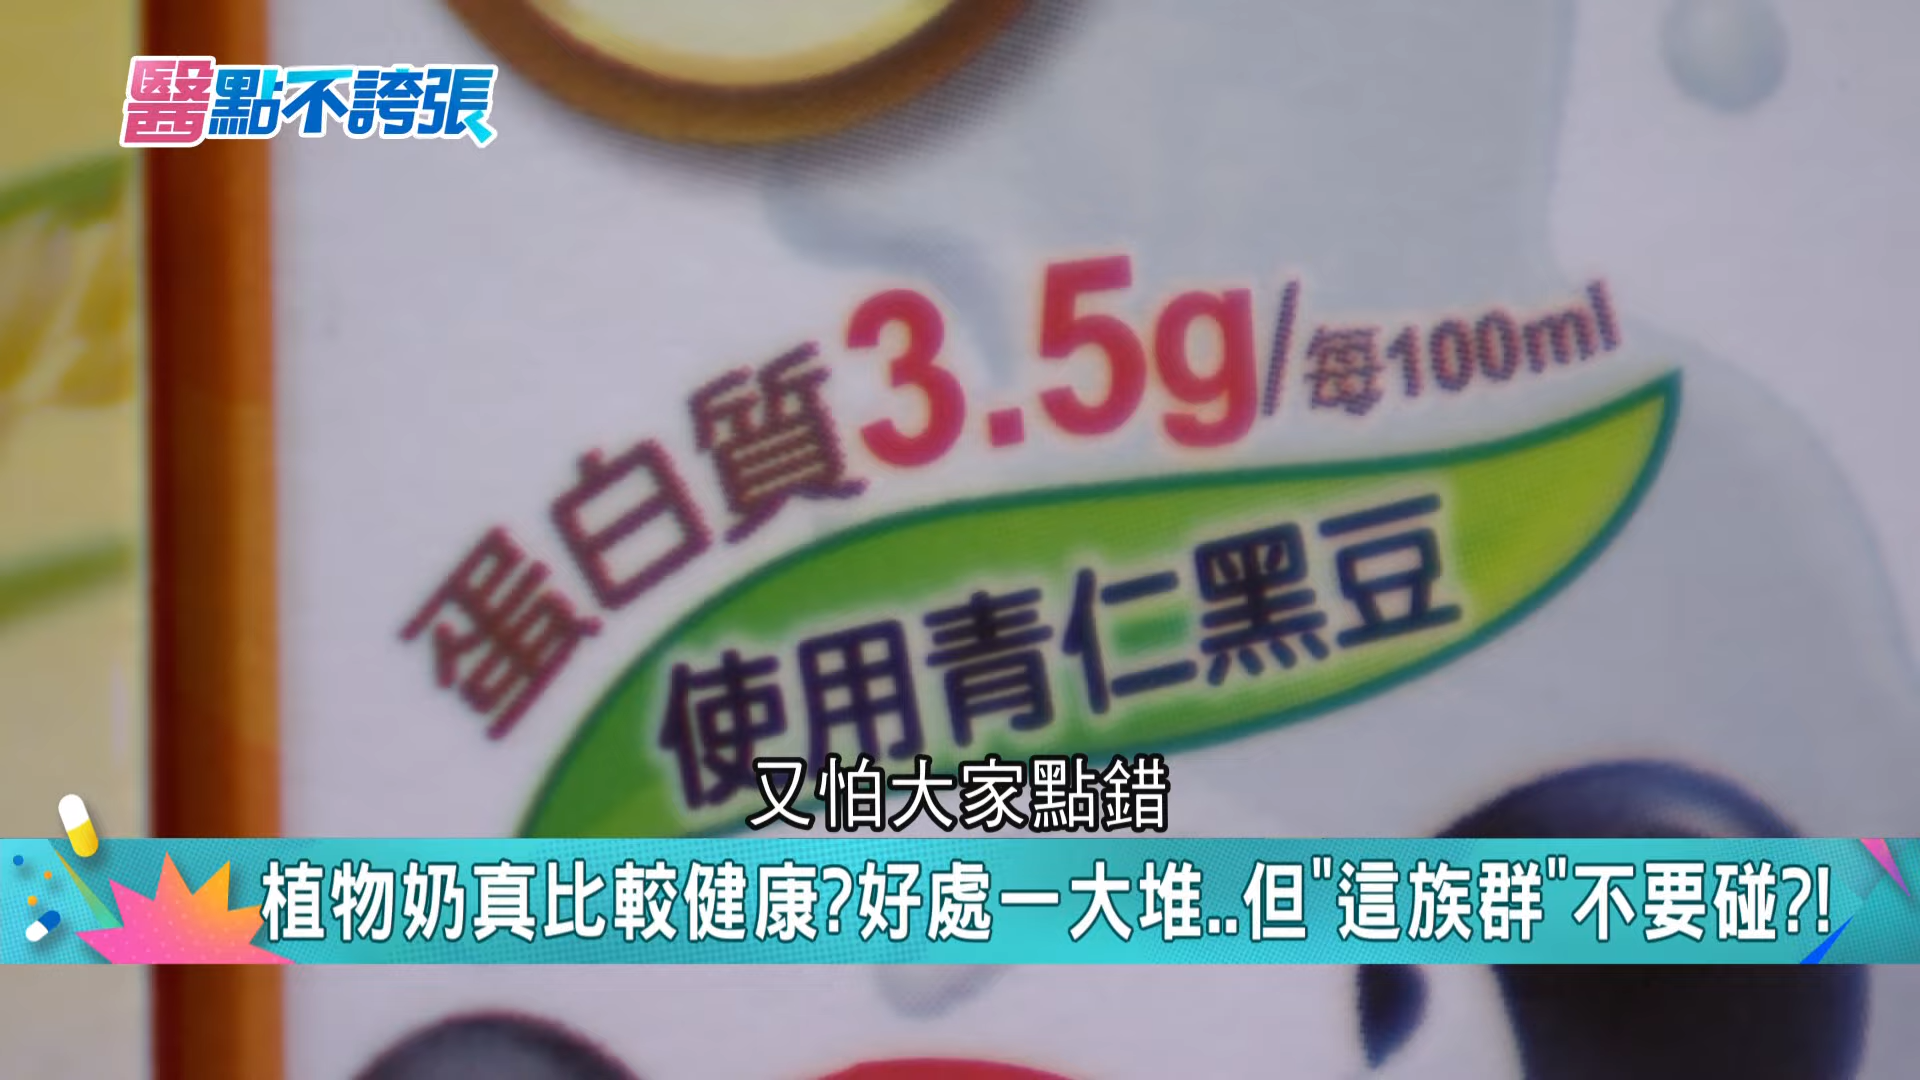 醫點不誇張
蛋白質3.5g/每100ml
使用青仁黑豆
又怕大家點錯
植物奶真比較健康?好處一大堆..但"這族群"不要碰?!